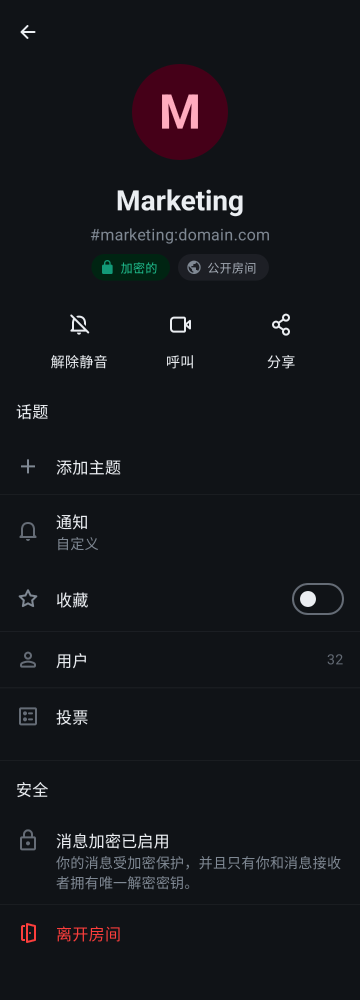 M
Marketing
#marketing:domain.com
加密的 公开房间
解除静音 呼叫 分享
话题
添加主题
通知
自定义
收藏
用户 32
投票
安全
消息加密已启用
你的消息受加密保护，并且只有你和消息接收
者拥有唯一解密密钥。
离开房间